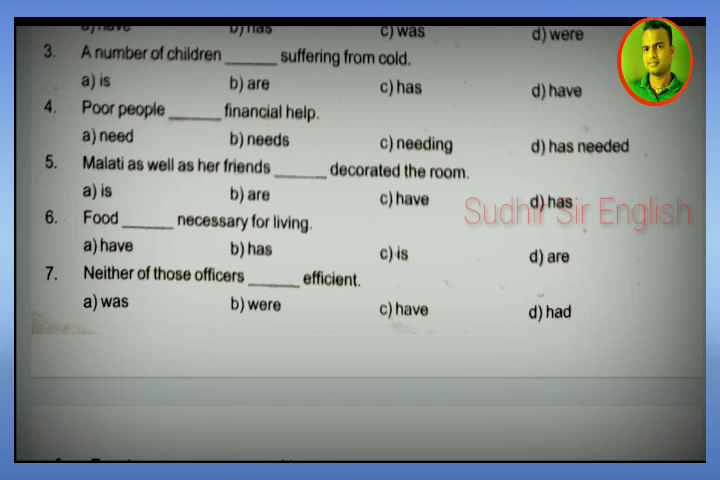 b) has c) was d) were
3. A number of children ______ suffering from cold.
a) is b) are c) has d) have
4. Poor people ______ financial help.
a) need b) needs c) needing d) has needed
5. Malati as well as her friends ______ decorated the room.
a) is b) are c) have d) has
Sudhir Sir English
6. Food ______ necessary for living.
a) have b) has c) is d) are
7. Neither of those officers ______ efficient.
a) was b) were c) have d) had